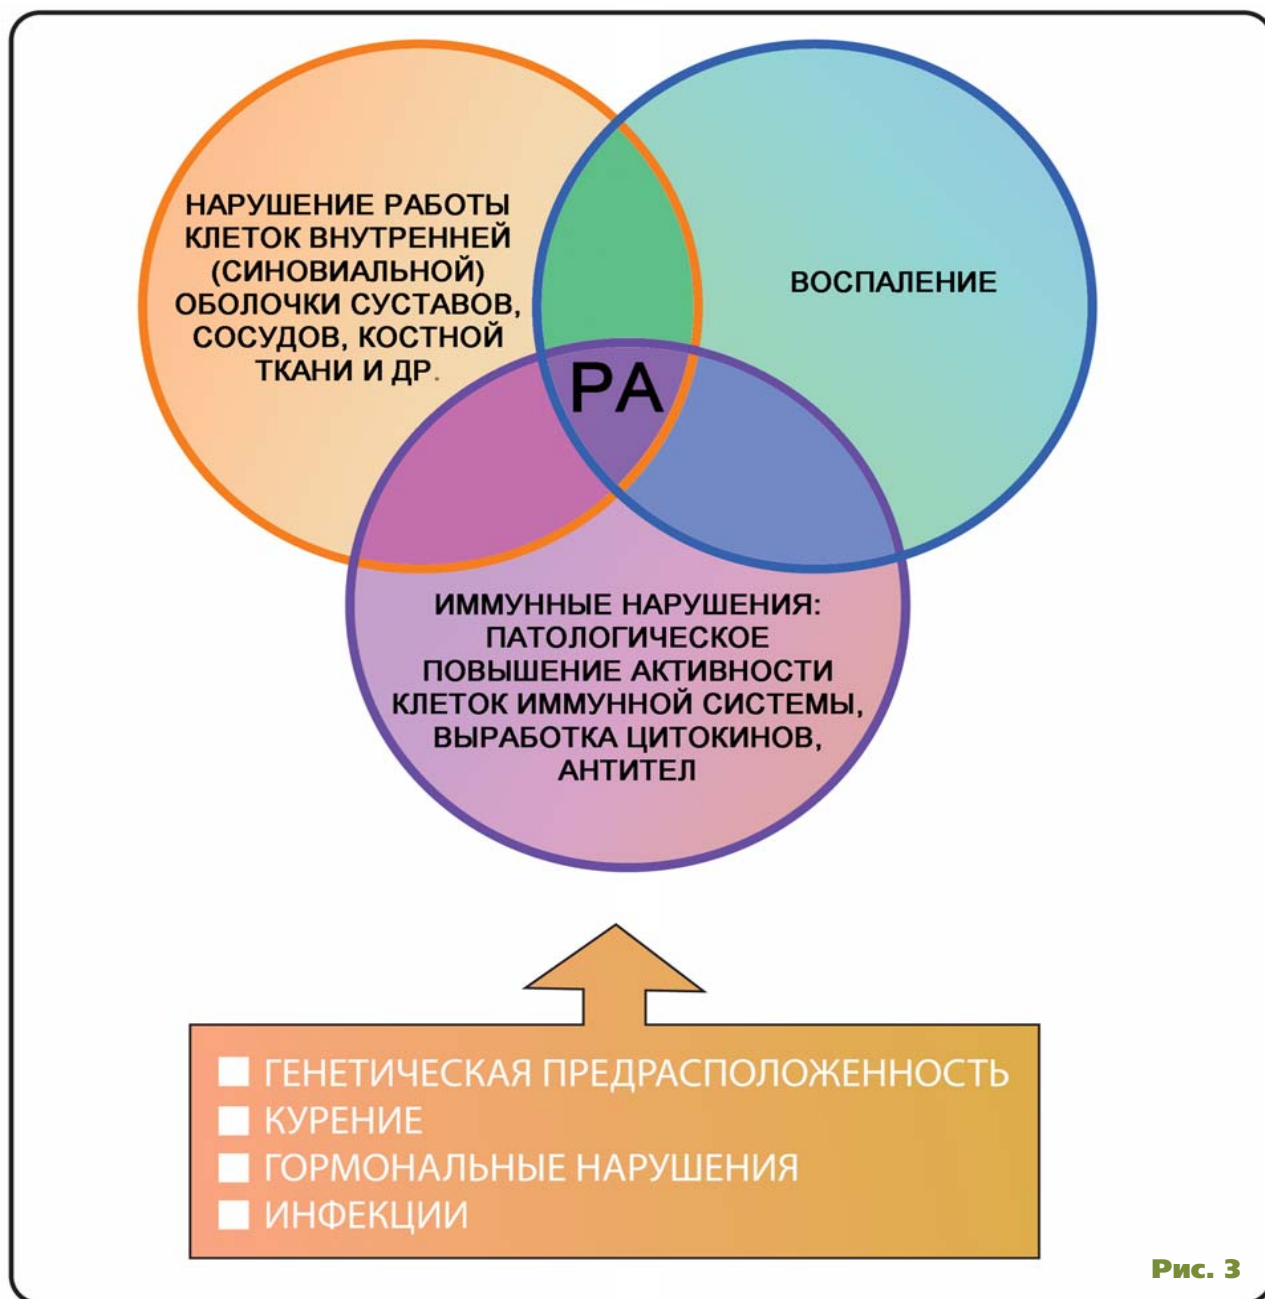 НАРУШЕНИЕ РАБОТЫ
КЛЕТОК ВНУТРЕННЕЙ
(СИНОВИАЛЬНОЙ)
ОБОЛОЧКИ СУСТАВОВ,
СОСУДОВ, КОСТНОЙ
ТКАНИ И ДР.
ВОСПАЛЕНИЕ
РА
ИММУННЫЕ НАРУШЕНИЯ:
ПАТОЛОГИЧЕСКОЕ
ПОВЫШЕНИЕ АКТИВНОСТИ
КЛЕТОК ИММУННОЙ СИСТЕМЫ,
ВЫРАБОТКА ЦИТОКИНОВ,
АНТИТЕЛ
ГЕНЕТИЧЕСКАЯ ПРЕДРАСПОЛОЖЕННОСТЬ
КУРЕНИЕ
ГОРМОНАЛЬНЫЕ НАРУШЕНИЯ
ИНФЕКЦИИ
Рис. 3